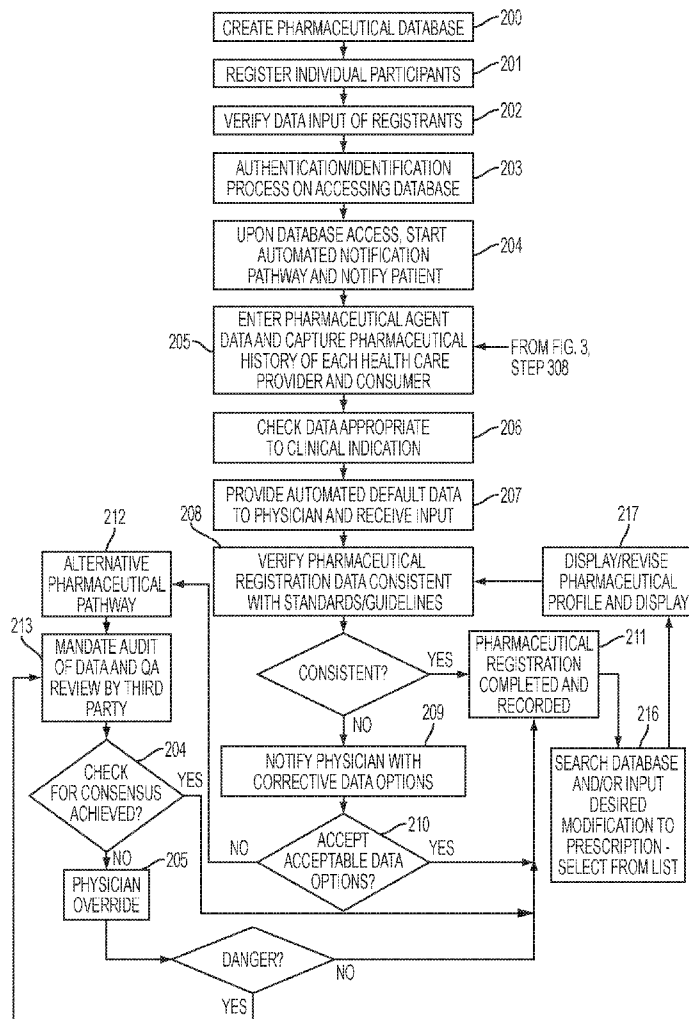 CREATE PHARMACEUTICAL DATABASE
200
REGISTER INDIVIDUAL PARTICIPANTS
201
VERIFY DATA INPUT OF REGISTRANTS
202
AUTHENTICATION/IDENTIFICATION
PROCESS ON ACCESSING DATABASE
203
UPON DATABASE ACCESS, START
AUTOMATED NOTIFICATION
PATHWAY AND NOTIFY PATIENT
204
205
ENTER PHARMACEUTICAL AGENT
DATA AND CAPTURE PHARMACEUTICAL
HISTORY OF EACH HEALTH CARE
PROVIDER AND CONSUMER
FROM FIG. 3,
STEP 308
CHECK DATA APPROPRIATE
TO CLINICAL INDICATION
206
PROVIDE AUTOMATED DEFAULT DATA
TO PHYSICIAN AND RECEIVE INPUT
207
208
VERIFY PHARMACEUTICAL
REGISTRATION DATA CONSISTENT
WITH STANDARDS/GUIDELINES
217
DISPLAY/REVISE
PHARMACEUTICAL
PROFILE AND DISPLAY
212
ALTERNATIVE
PHARMACEUTICAL
PATHWAY
213
MANDATE AUDIT
OF DATA AND QA
REVIEW BY THIRD
PARTY
CONSISTENT?
YES
NO
PHARMACEUTICAL
REGISTRATION
COMPLETED AND
RECORDED
211
216
SEARCH DATABASE
AND/OR INPUT
DESIRED
MODIFICATION TO
PRESCRIPTION -
SELECT FROM LIST
209
NOTIFY PHYSICIAN WITH
CORRECTIVE DATA OPTIONS
204
CHECK
FOR CONSENSUS
ACHIEVED?
YES
NO
210
ACCEPT
ACCEPTABLE DATA
OPTIONS?
NO
YES
205
PHYSICIAN
OVERRIDE
DANGER?
NO
YES